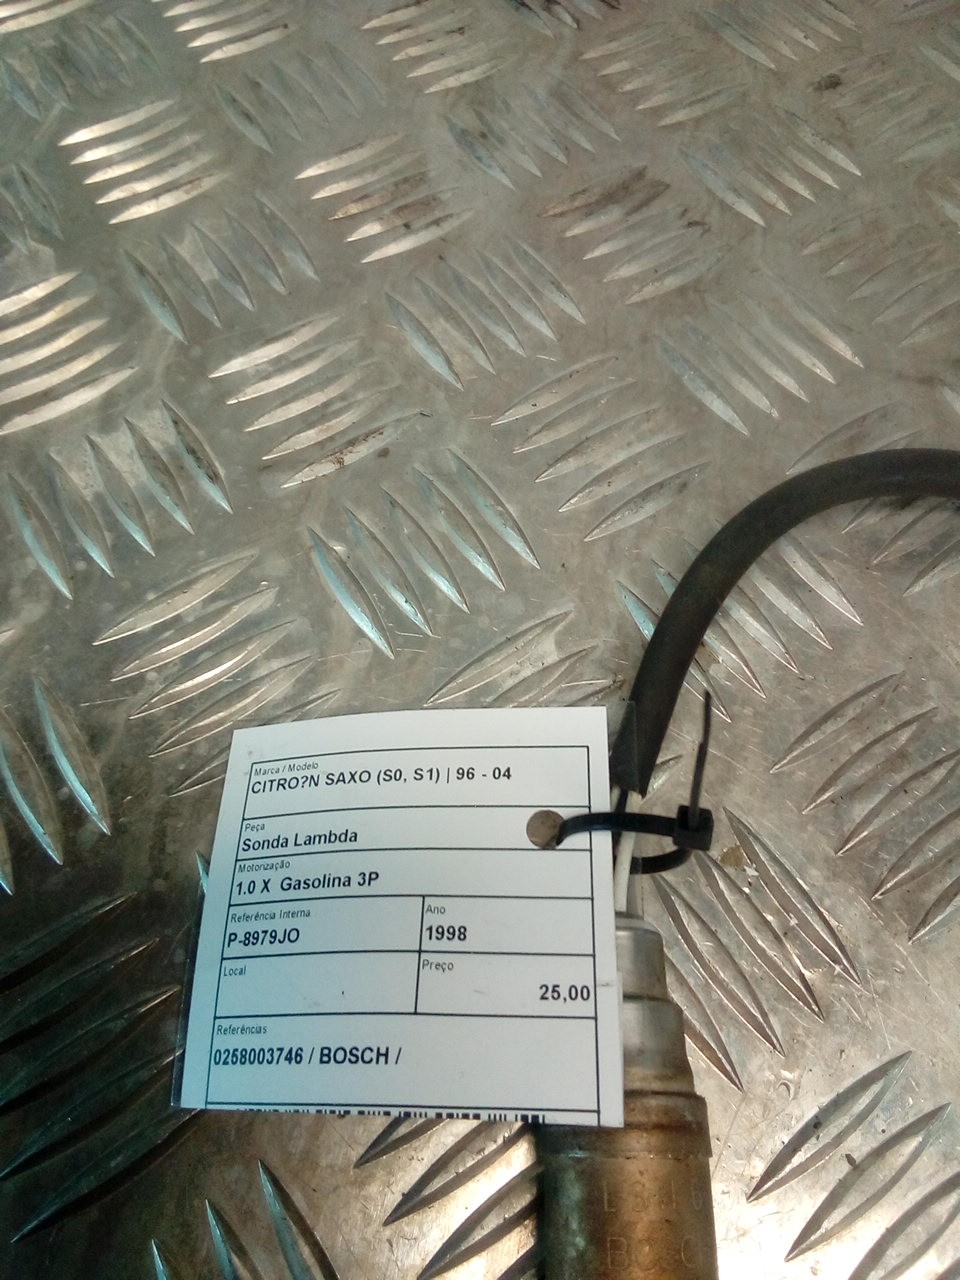 Marca / Modelo
CITRO?N SAXO (S0, S1) | 96 - 04
Peça
Sonda Lambda
Motorização
1.0 X Gasolina 3P
Referência Interna
P-8979JO
Ano
1998
Local
Preço
25,00
Referências
0258003746 / BOSCH /